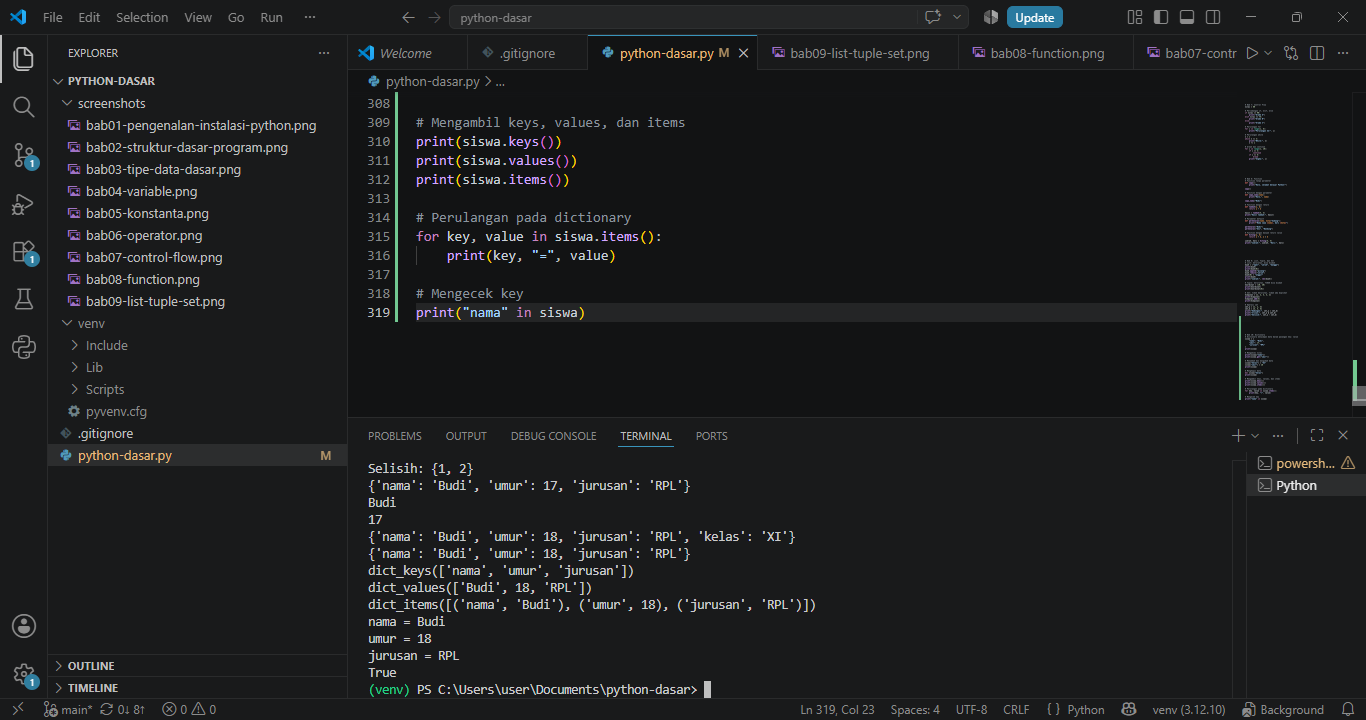 File Edit Selection View Go Run ···
python-dasar
Update
EXPLORER ···
PYTHON-DASAR
screenshots
bab01-pengenalan-instalasi-python.png
bab02-struktur-dasar-program.png
bab03-tipe-data-dasar.png
bab04-variable.png
bab05-konstanta.png
bab06-operator.png
bab07-control-flow.png
bab08-function.png
bab09-list-tuple-set.png
venv
Include
Lib
Scripts
pyvenv.cfg
.gitignore
python-dasar.py M
OUTLINE
TIMELINE
1
1
1
Welcome .gitignore python-dasar.py M bab09-list-tuple-set.png bab08-function.png bab07-contr
python-dasar.py > ...
308
309 # Mengambil keys, values, dan items
310 print(siswa.keys())
311 print(siswa.values())
312 print(siswa.items())
313
314 # Perulangan pada dictionary
315 for key, value in siswa.items():
316     print(key, "=", value)
317
318 # Mengecek key
319 print("nama" in siswa)
PROBLEMS OUTPUT DEBUG CONSOLE TERMINAL PORTS
Selisih: {1, 2}
{'nama': 'Budi', 'umur': 17, 'jurusan': 'RPL'}
Budi
17
{'nama': 'Budi', 'umur': 18, 'jurusan': 'RPL', 'kelas': 'XI'}
{'nama': 'Budi', 'umur': 18, 'jurusan': 'RPL'}
dict_keys(['nama', 'umur', 'jurusan'])
dict_values(['Budi', 18, 'RPL'])
dict_items([('nama', 'Budi'), ('umur', 18), ('jurusan', 'RPL')])
nama = Budi
umur = 18
jurusan = RPL
True
(venv) PS C:\Users\user\Documents\python-dasar>
powersh...
Python
main* 0↓ 8↑ 0 0 Ln 319, Col 23 Spaces: 4 UTF-8 CRLF { } Python venv (3.12.10) Background